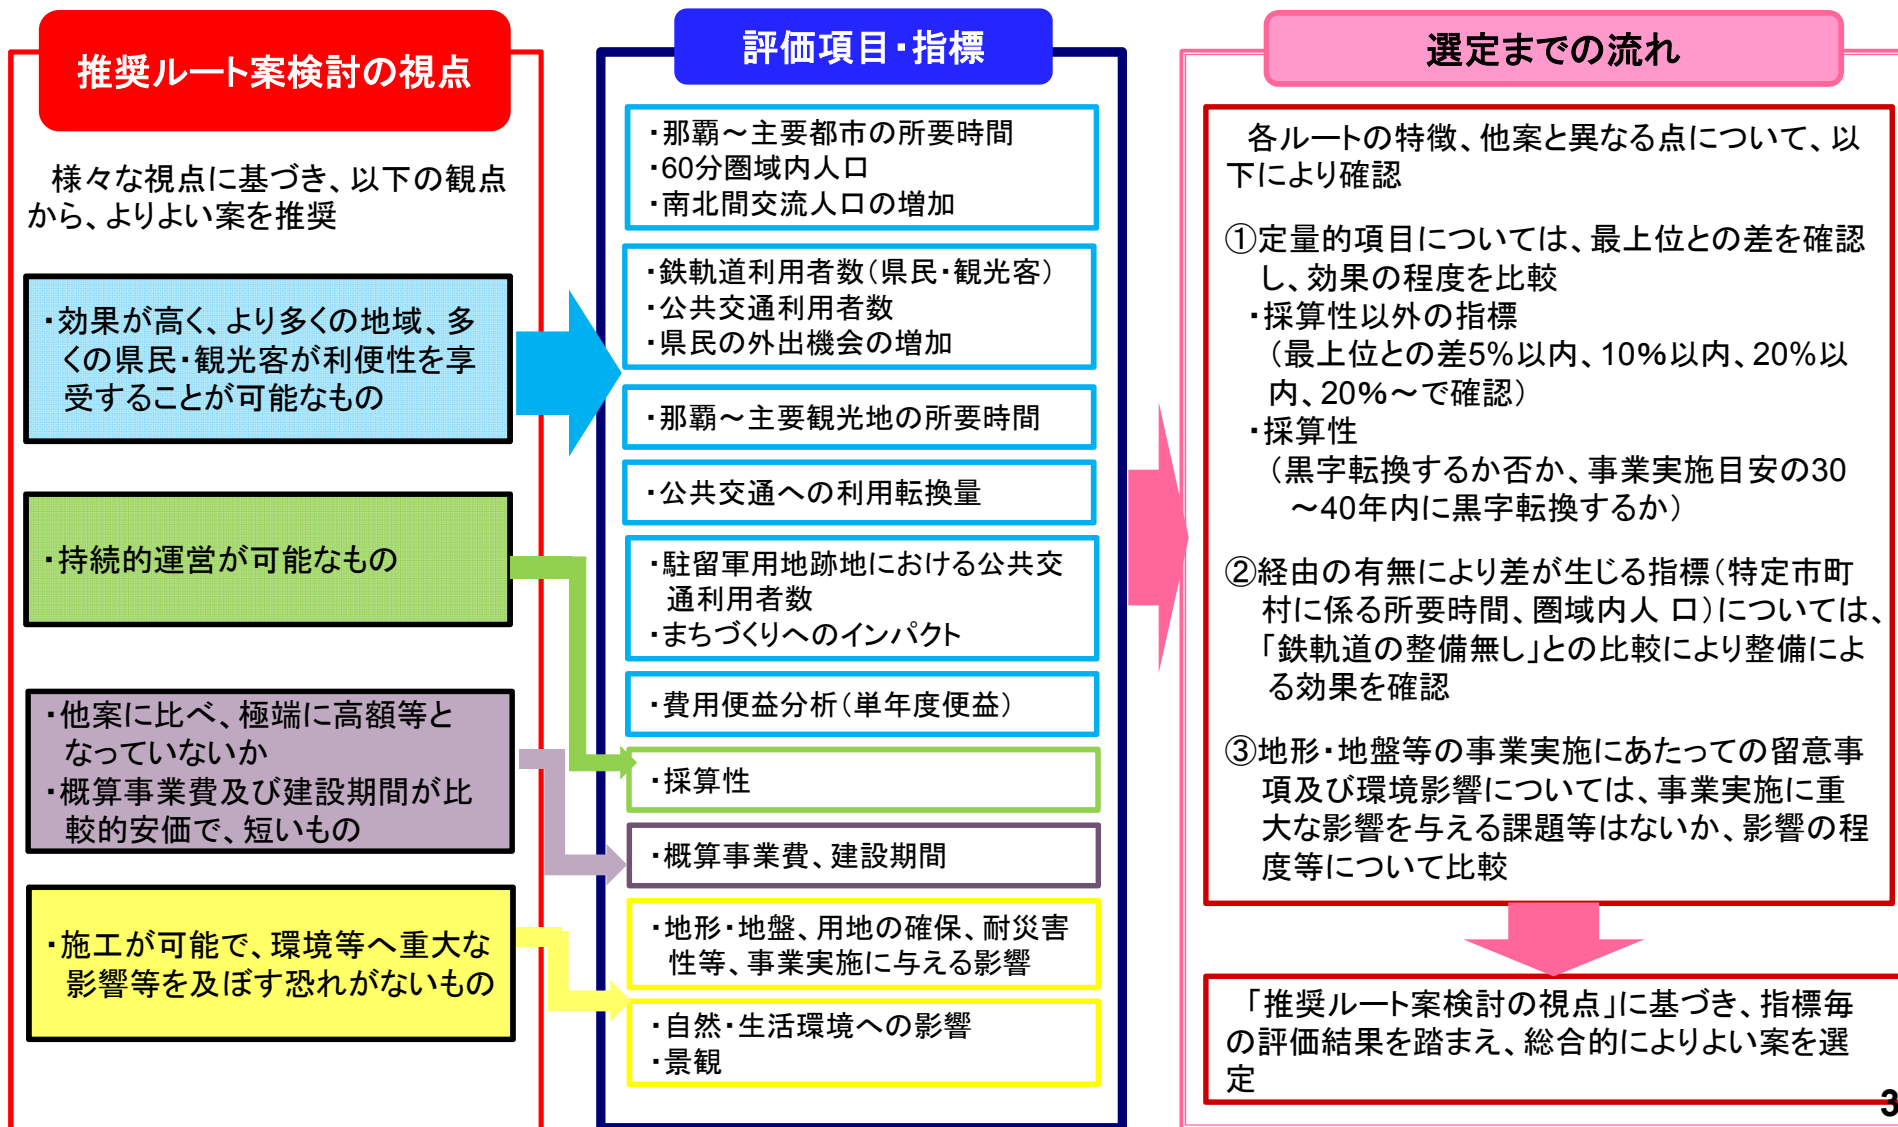 推奨ルート案検討の視点
様々な視点に基づき、以下の観点
から、よりよい案を推奨
・効果が高く、より多くの地域、多
くの県民・観光客が利便性を享
受することが可能なもの
・持続的運営が可能なもの
・他案に比べ、極端に高額等と
なっていないか
・概算事業費及び建設期間が比
較的安価で、短いもの
・施工が可能で、環境等へ重大な
影響等を及ぼす恐れがないもの
評価項目・指標
・那覇～主要都市の所要時間
・60分圏域内人口
・南北間交流人口の増加
・鉄軌道利用者数（県民・観光客）
・公共交通利用者数
・県民の外出機会の増加
・那覇～主要観光地の所要時間
・公共交通への利用転換量
・駐留軍用地跡地における公共交
通利用者数
・まちづくりへのインパクト
・費用便益分析（単年度便益）
・採算性
・概算事業費、建設期間
・地形・地盤、用地の確保、耐災害
性等、事業実施に与える影響
・自然・生活環境への影響
・景観
選定までの流れ
各ルートの特徴、他案と異なる点について、以
下により確認
①定量的項目については、最上位との差を確認
し、効果の程度を比較
・採算性以外の指標
（最上位との差5%以内、10%以内、20%以
内、20%～で確認）
・採算性
（黒字転換するか否か、事業実施目安の30
～40年内に黒字転換するか）
②経由の有無により差が生じる指標（特定市町
村に係る所要時間、圏域内人 口）については、
「鉄軌道の整備無し」との比較により整備によ
る効果を確認
③地形・地盤等の事業実施にあたっての留意事
項及び環境影響については、事業実施に重
大な影響を与える課題等はないか、影響の程
度等について比較
「推奨ルート案検討の視点」に基づき、指標毎
の評価結果を踏まえ、総合的によりよい案を選
定
3